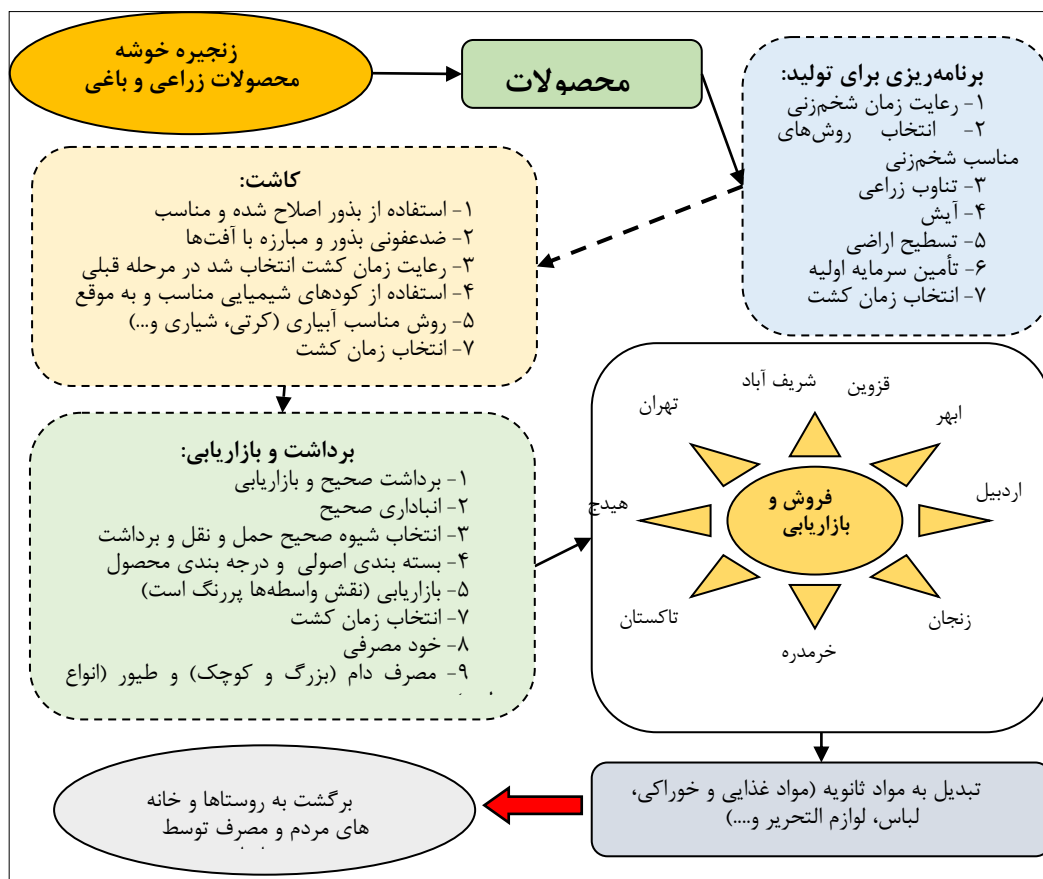 زنجیره خوشه
محصولات زراعی و باغی
محصولات
برنامه‌ریزی برای تولید:
۱- رعایت زمان شخم‌زنی
۲- انتخاب روش‌های
مناسب شخم‌زنی
۳- تناوب زراعی
۴- آیش
۵- تسطیح اراضی
۶- تأمین سرمایه اولیه
۷- انتخاب زمان کشت
کاشت:
۱- استفاده از بذور اصلاح شده و مناسب
۲- ضدعفونی بذور و مبارزه با آفت‌ها
۳- رعایت زمان کشت انتخاب شد در مرحله قبلی
۴- استفاده از کودهای شیمیایی مناسب و به موقع
۵- روش مناسب آبیاری (کرتی، شیاری و...)
۷- انتخاب زمان کشت
برداشت و بازاریابی:
۱- برداشت صحیح و بازاریابی
۲- انباداری صحیح
۳- انتخاب شیوه صحیح حمل و نقل و برداشت
۴- بسته بندی اصولی و درجه بندی محصول
۵- بازاریابی (نقش واسطه‌ها پررنگ است)
۷- انتخاب زمان کشت
۸- خود مصرفی
۹- مصرف دام (بزرگ و کوچک) و طیور (انواع
فروش و
بازاریابی
قزوین
شریف آباد
ابهر
تهران
اردبیل
هیدج
زنجان
تاکستان
خرمدره
تبدیل به مواد ثانویه (مواد غذایی و خوراکی،
لباس، لوازم التحریر و....)
برگشت به روستاها و خانه
های مردم و مصرف توسط